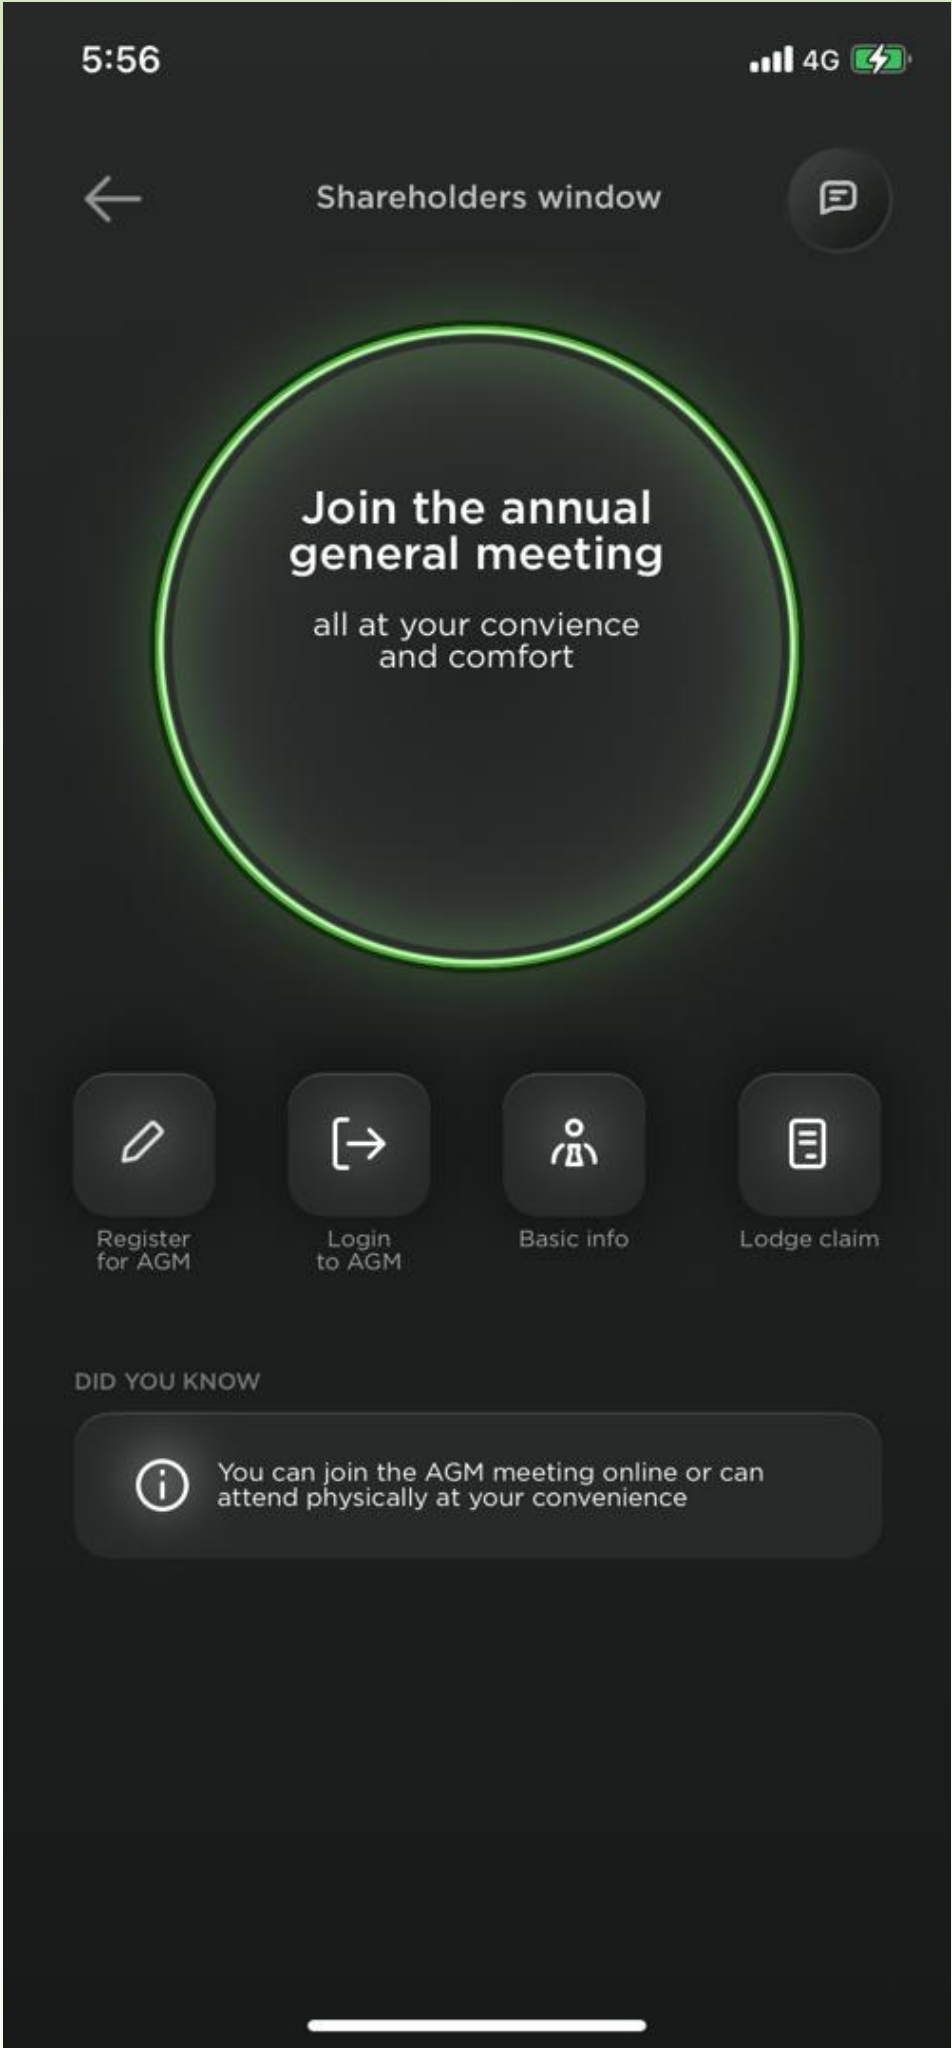 5:56
4G
Shareholders window
Join the annual
general meeting
all at your convience
and comfort
Register
for AGM
Login
to AGM
Basic info
Lodge claim
DID YOU KNOW
You can join the AGM meeting online or can
attend physically at your convenience